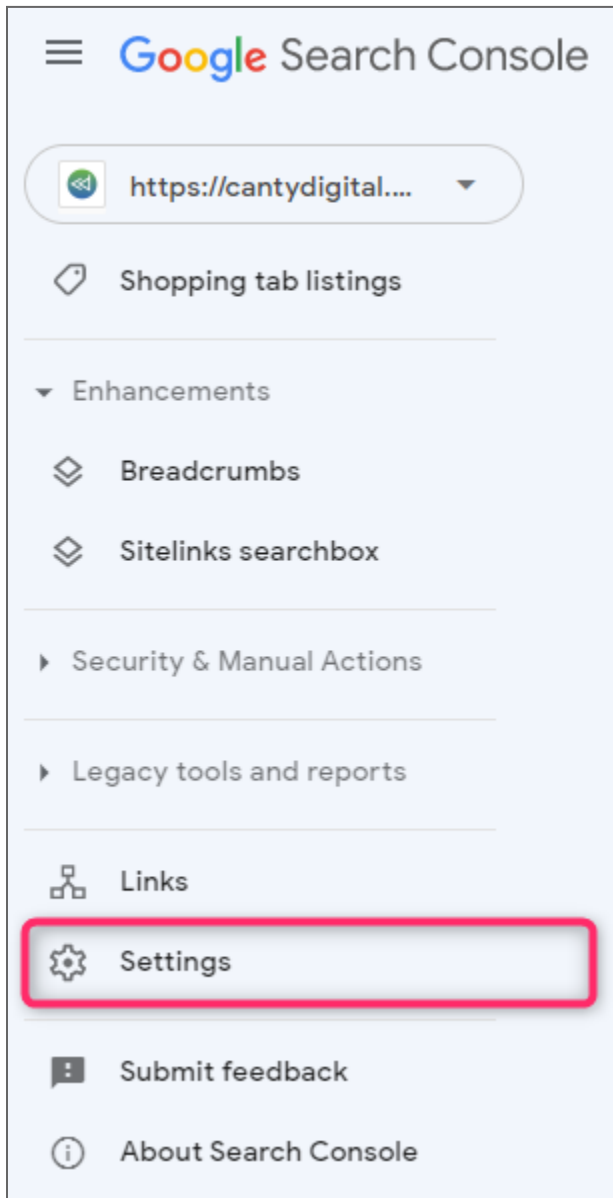 Google Search Console
https://cantydigital....
Shopping tab listings
Enhancements
Breadcrumbs
Sitelinks searchbox
Security & Manual Actions
Legacy tools and reports
Links
Settings
Submit feedback
About Search Console